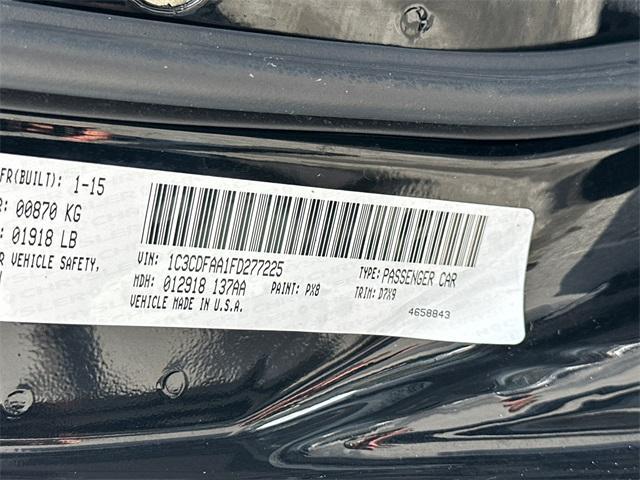 FR(BUILT): 1-15
R: 00870 KG
: 01918 LB
R VEHICLE SAFETY,
VIN: 1C3CDFAA1FD277225
TYPE: PASSENGER CAR
MDH: 012918 137AA
PAINT: PX8
TRIM: D7X9
VEHICLE MADE IN U.S.A.
4658843